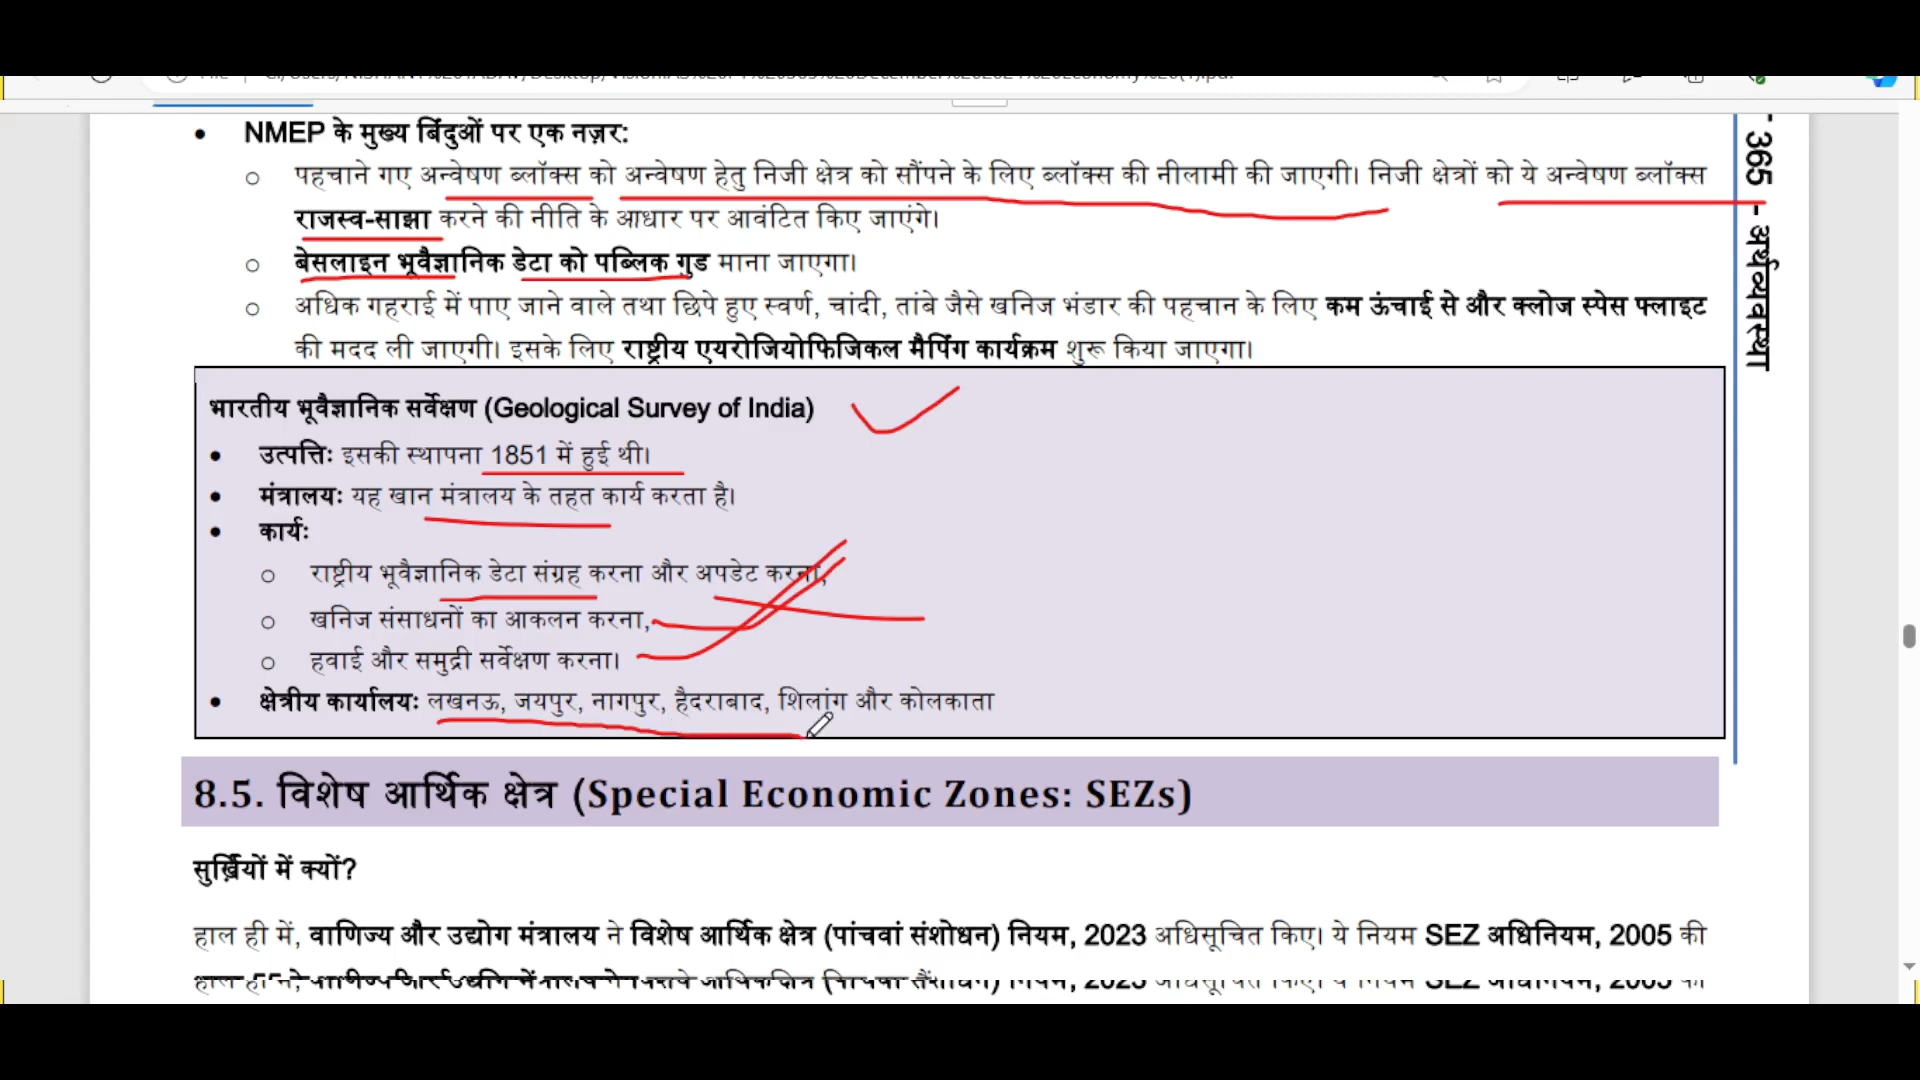 NMEP के मुख्य बिंदुओं पर एक नज़र:
पहचाने गए अन्वेषण ब्लॉक्स को अन्वेषण हेतु निजी क्षेत्र को सौंपने के लिए ब्लॉक्स की नीलामी की जाएगी। निजी क्षेत्रों को ये अन्वेषण ब्लॉक्स
राजस्व-साझा करने की नीति के आधार पर आवंटित किए जाएंगे।
बेसलाइन भूवैज्ञानिक डेटा को पब्लिक गुड माना जाएगा।
अधिक गहराई में पाए जाने वाले तथा छिपे हुए स्वर्ण, चांदी, तांबे जैसे खनिज भंडार की पहचान के लिए कम ऊंचाई से और क्लोज स्पेस फ्लाइट
की मदद ली जाएगी। इसके लिए राष्ट्रीय एयरोजियोफिजिकल मैपिंग कार्यक्रम शुरू किया जाएगा।
भारतीय भूवैज्ञानिक सर्वेक्षण (Geological Survey of India)
उत्पत्तिः इसकी स्थापना 1851 में हुई थी।
मंत्रालयः यह खान मंत्रालय के तहत कार्य करता है।
कार्यः
राष्ट्रीय भूवैज्ञानिक डेटा संग्रह करना और अपडेट करना,
खनिज संसाधनों का आकलन करना,
हवाई और समुद्री सर्वेक्षण करना।
क्षेत्रीय कार्यालयः लखनऊ, जयपुर, नागपुर, हैदराबाद, शिलांग और कोलकाता
8.5. विशेष आर्थिक क्षेत्र (Special Economic Zones: SEZs)
सुर्ख़ियों में क्यों?
हाल ही में, वाणिज्य और उद्योग मंत्रालय ने विशेष आर्थिक क्षेत्र (पांचवां संशोधन) नियम, 2023 अधिसूचित किए। ये नियम SEZ अधिनियम, 2005 की
365 - अर्थव्यवस्था